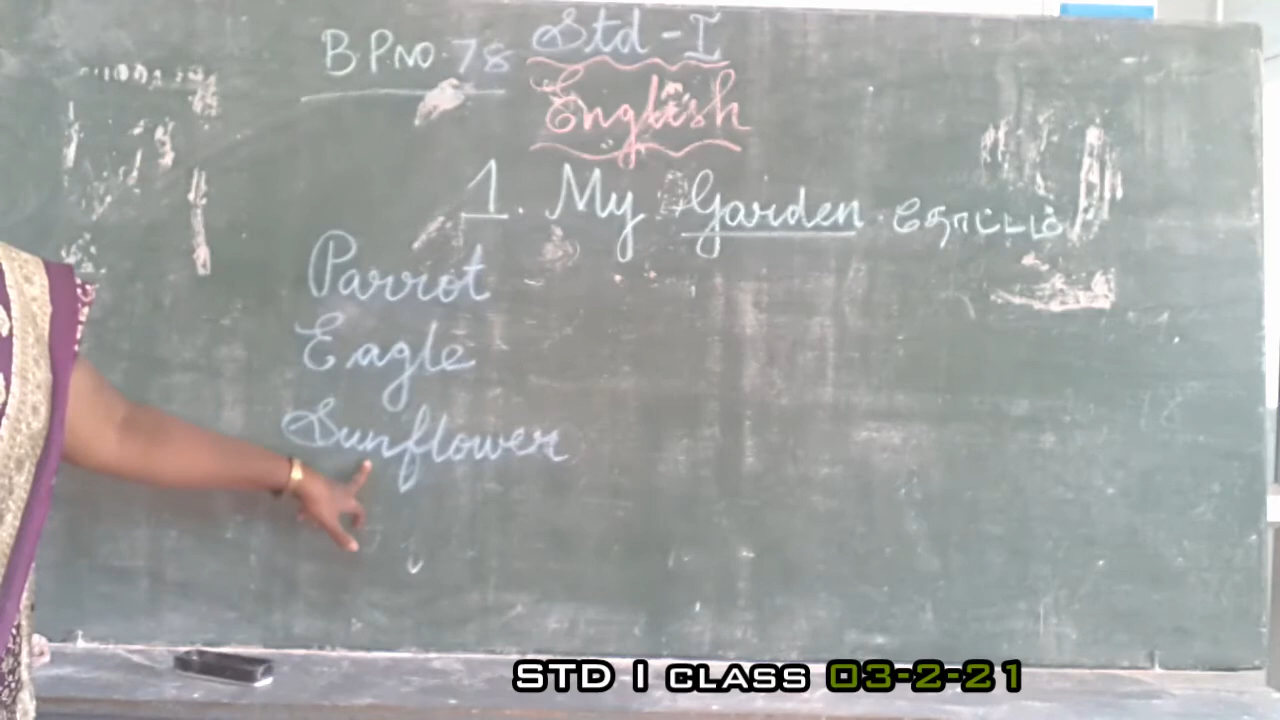 B.P.NO. 78 Std - I
English
1. My Garden. தோட்டம்
Parrot
Eagle
Sunflower
STD I CLASS 03-2-21